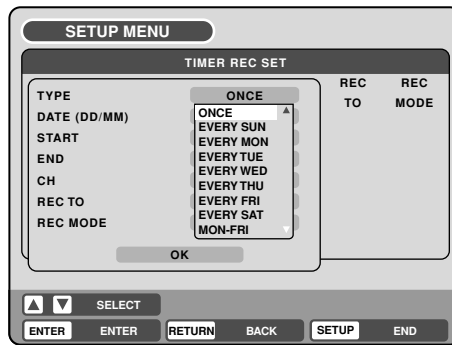 SETUP MENU
TIMER REC SET
REC TO
REC MODE
TYPE ONCE
DATE (DD/MM)
START
END
CH
REC TO
REC MODE
ONCE
EVERY SUN
EVERY MON
EVERY TUE
EVERY WED
EVERY THU
EVERY FRI
EVERY SAT
MON-FRI
OK
SELECT
ENTER ENTER RETURN BACK SETUP END